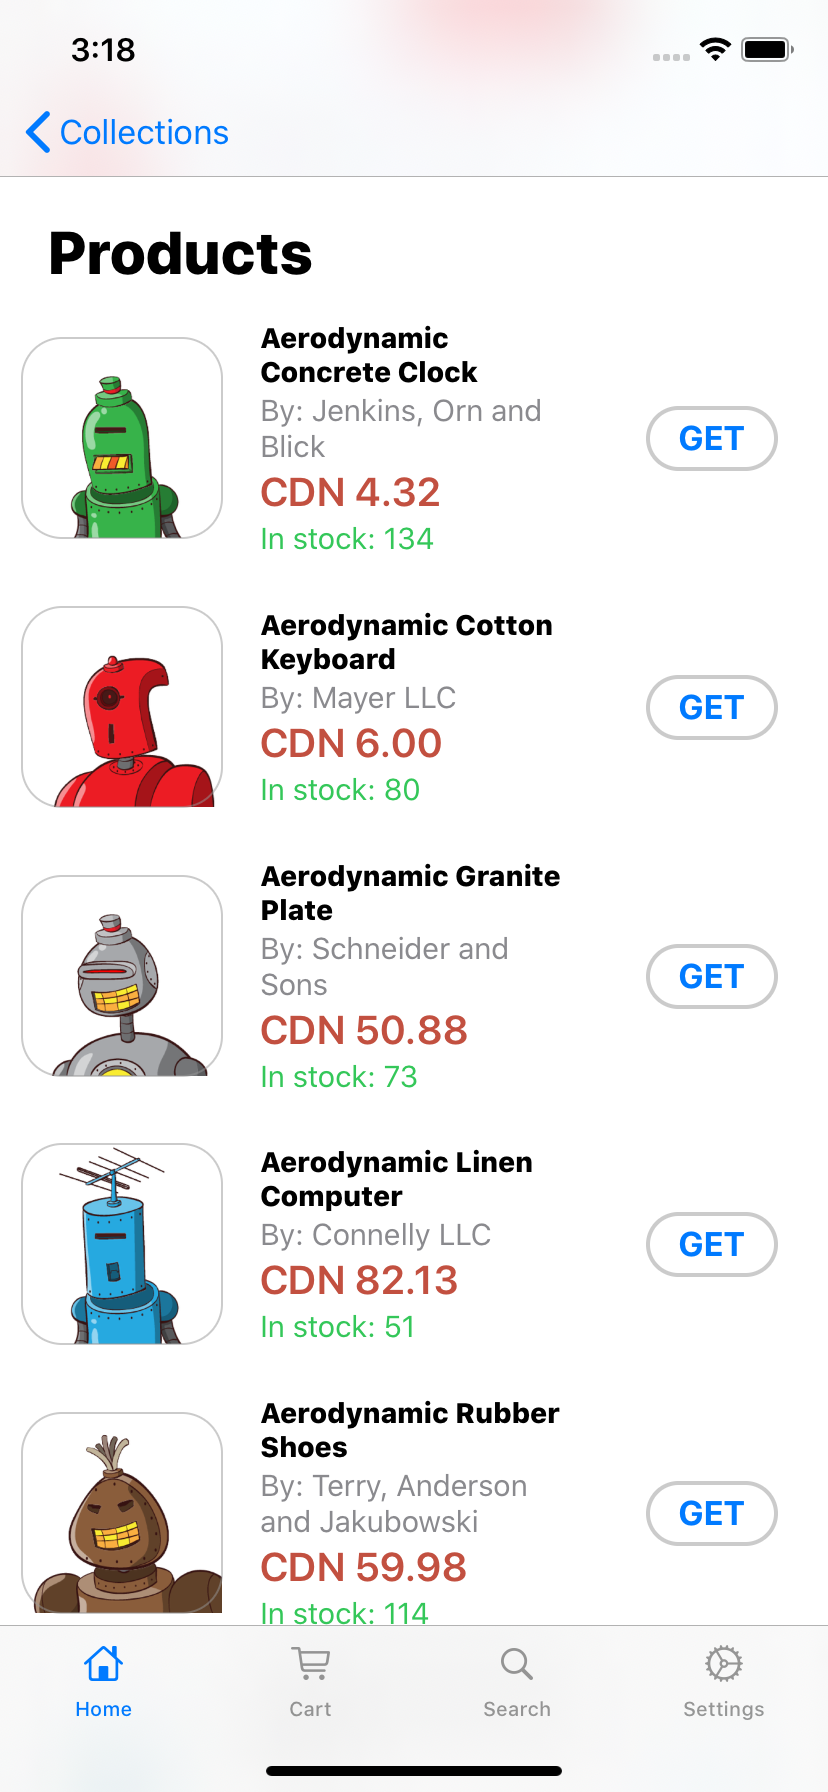 3:18
Collections
Products
Aerodynamic
Concrete Clock
By: Jenkins, Orn and
Blick
CDN 4.32
In stock: 134
GET
Aerodynamic Cotton
Keyboard
By: Mayer LLC
CDN 6.00
In stock: 80
GET
Aerodynamic Granite
Plate
By: Schneider and
Sons
CDN 50.88
In stock: 73
GET
Aerodynamic Linen
Computer
By: Connelly LLC
CDN 82.13
In stock: 51
GET
Aerodynamic Rubber
Shoes
By: Terry, Anderson
and Jakubowski
CDN 59.98
In stock: 114
GET
Home
Cart
Search
Settings